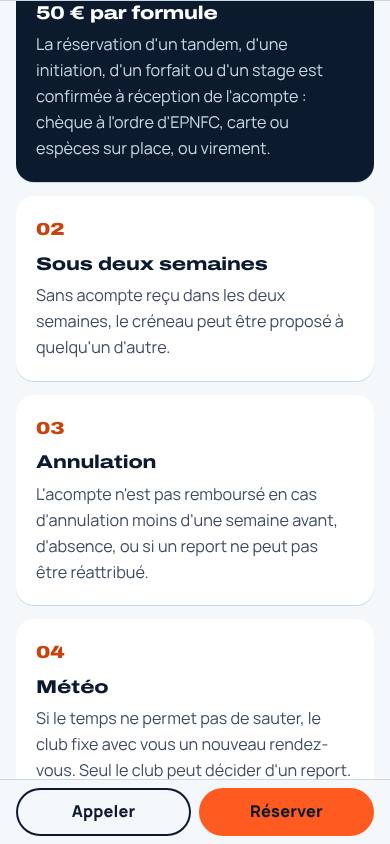 50 € par formule
La réservation d'un tandem, d'une
initiation, d'un forfait ou d'un stage est
confirmée à réception de l'acompte :
chèque à l'ordre d'EPNFC, carte ou
espèces sur place, ou virement.
02
Sous deux semaines
Sans acompte reçu dans les deux
semaines, le créneau peut être proposé à
quelqu'un d'autre.
03
Annulation
L'acompte n'est pas remboursé en cas
d'annulation moins d'une semaine avant,
d'absence, ou si un report ne peut pas
être réattribué.
04
Météo
Si le temps ne permet pas de sauter, le
club fixe avec vous un nouveau rendez-
vous. Seul le club peut décider d'un report.
Appeler
Réserver